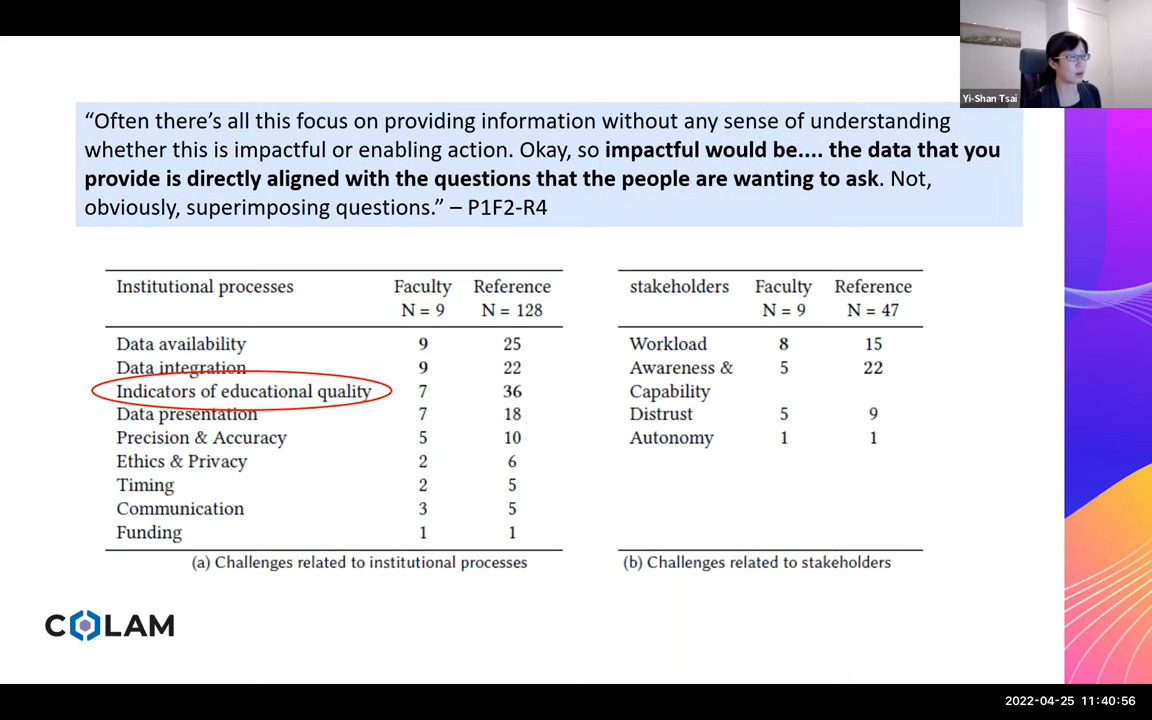 Yi-Shan Tsai
“Often there’s all this focus on providing information without any sense of understanding
whether this is impactful or enabling action. Okay, so impactful would be.... the data that you
provide is directly aligned with the questions that the people are wanting to ask. Not,
obviously, superimposing questions.” – P1F2-R4
Institutional processes Faculty Reference
N = 9 N = 128
Data availability 9 25
Data integration 9 22
Indicators of educational quality 7 36
Data presentation 7 18
Precision & Accuracy 5 10
Ethics & Privacy 2 6
Timing 2 5
Communication 3 5
Funding 1 1
(a) Challenges related to institutional processes
stakeholders Faculty Reference
N = 9 N = 47
Workload 8 15
Awareness & 5 22
Capability
Distrust 5 9
Autonomy 1 1
(b) Challenges related to stakeholders
COLAM
2022-04-25 11:40:56